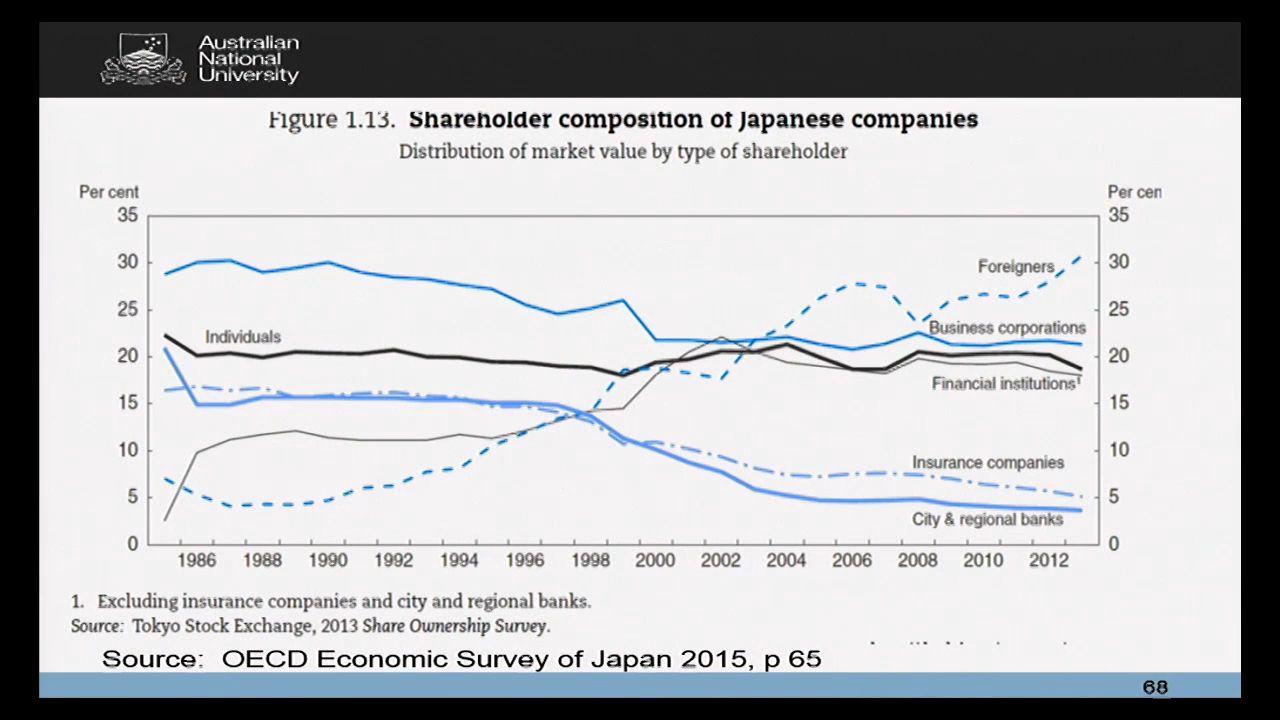 Australian
National
University
Figure 1.13. Shareholder composition of Japanese companies
Distribution of market value by type of shareholder
Per cent
Per cen
35
35
30
30
25
25
20
20
15
15
10
10
5
5
0
0
Foreigners
Business corporations
Individuals
Financial institutions¹
Insurance companies
City & regional banks
1986 1988 1990 1992 1994 1996 1998 2000 2002 2004 2006 2008 2010 2012
1. Excluding insurance companies and city and regional banks.
Source: Tokyo Stock Exchange, 2013 Share Ownership Survey.
Source: OECD Economic Survey of Japan 2015, p 65
68